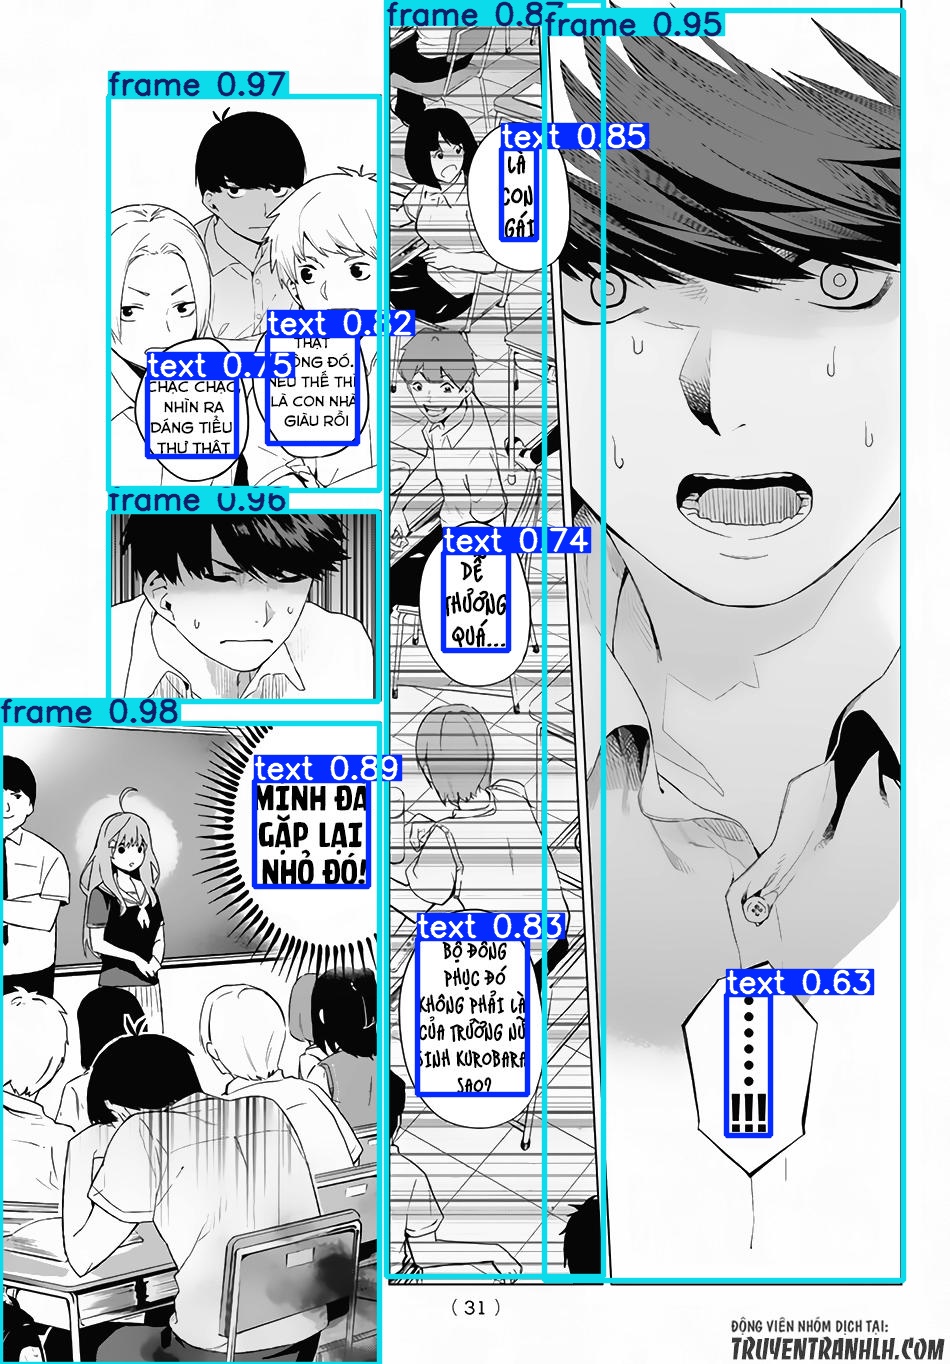 frame 0.95
text 0.63
......
!!!
frame 0.87
text 0.85
LÀ
CON
GÁI
text 0.74
DỄ
THƯƠNG
QUÁ...
text 0.83
BỘ ĐỒNG
PHỤC ĐÓ
KHÔNG PHẢI LÀ
CỦA TRƯỜNG NỮ
SINH KUROBARA
SAO?
frame 0.97
text 0.82
THẬT
KHÔNG ĐÓ.
NẾU THẾ THÌ
LÀ CON NHÀ
GIÀU RỒI
text 0.75
NHÌN RA
DÁNG TIỂU
THƯ THẬT
frame 0.96
frame 0.98
text 0.89
MÌNH ĐÃ
GẶP LẠI
NHỎ ĐÓ!
( 31 )
ĐỘNG VIÊN NHÓM DỊCH TẠI:
TRUYENTRANHLH.COM